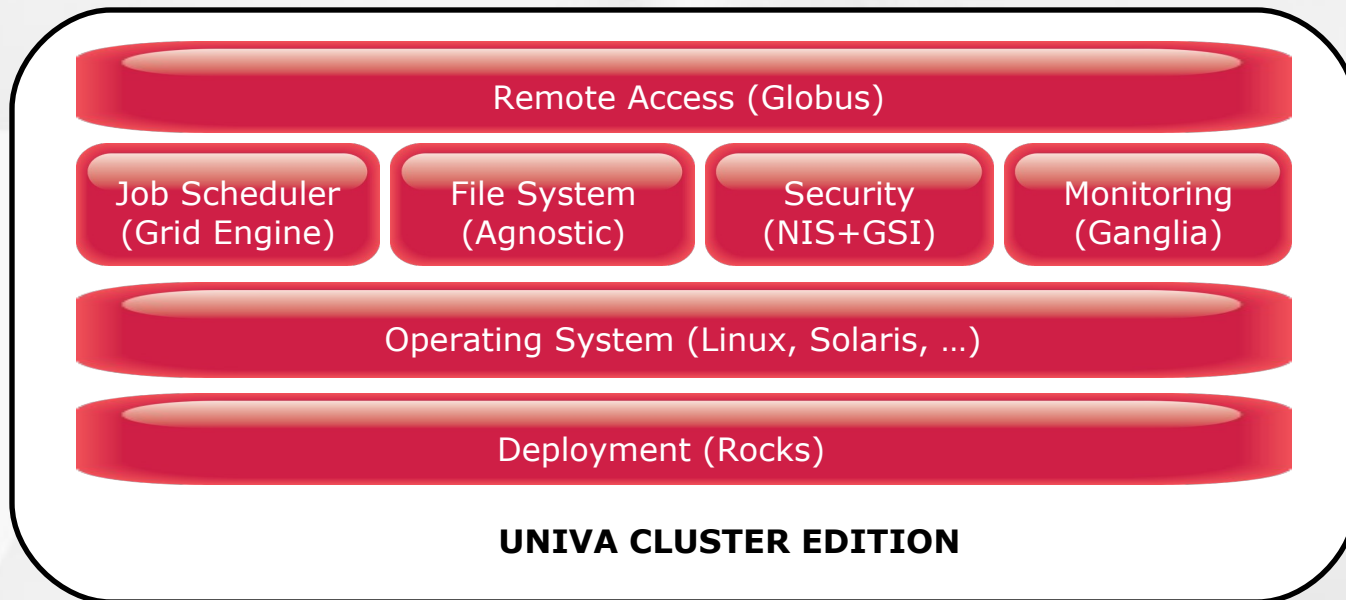 Remote Access (Globus)
Job Scheduler
(Grid Engine)
File System
(Agnostic)
Security
(NIS+GSI)
Monitoring
(Ganglia)
Operating System (Linux, Solaris, …)
Deployment (Rocks)
UNIVA CLUSTER EDITION